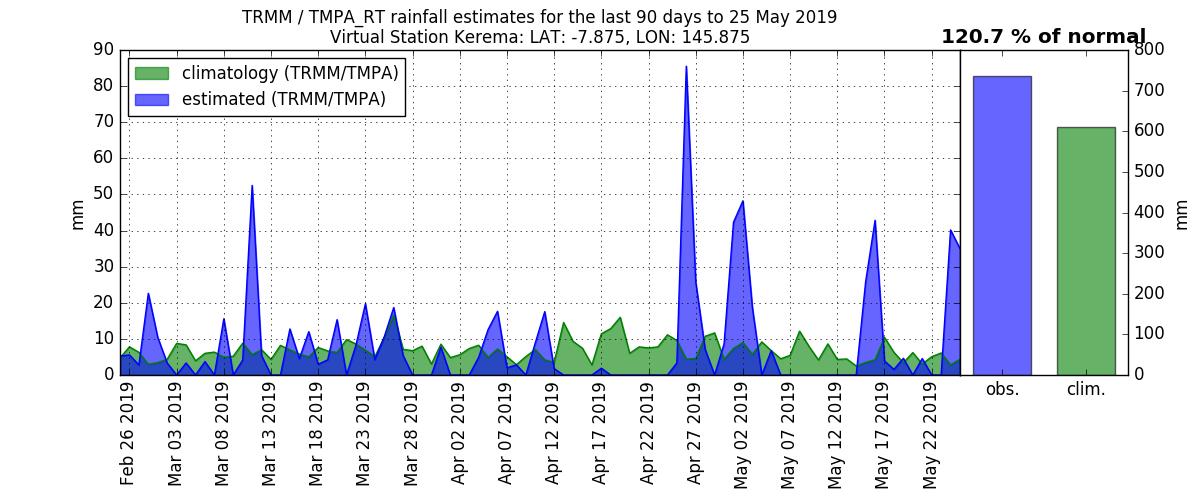 TRMM / TMPA_RT rainfall estimates for the last 90 days to 25 May 2019
Virtual Station Kerema: LAT: -7.875, LON: 145.875
120.7 % of normal
climatology (TRMM/TMPA)
estimated (TRMM/TMPA)
90
80
70
60
50
40
30
20
10
0
mm
Feb 26 2019
Mar 03 2019
Mar 08 2019
Mar 13 2019
Mar 18 2019
Mar 23 2019
Mar 28 2019
Apr 02 2019
Apr 07 2019
Apr 12 2019
Apr 17 2019
Apr 22 2019
Apr 27 2019
May 02 2019
May 07 2019
May 12 2019
May 17 2019
May 22 2019
obs.
clim.
800
700
600
500
400
300
200
100
0
mm